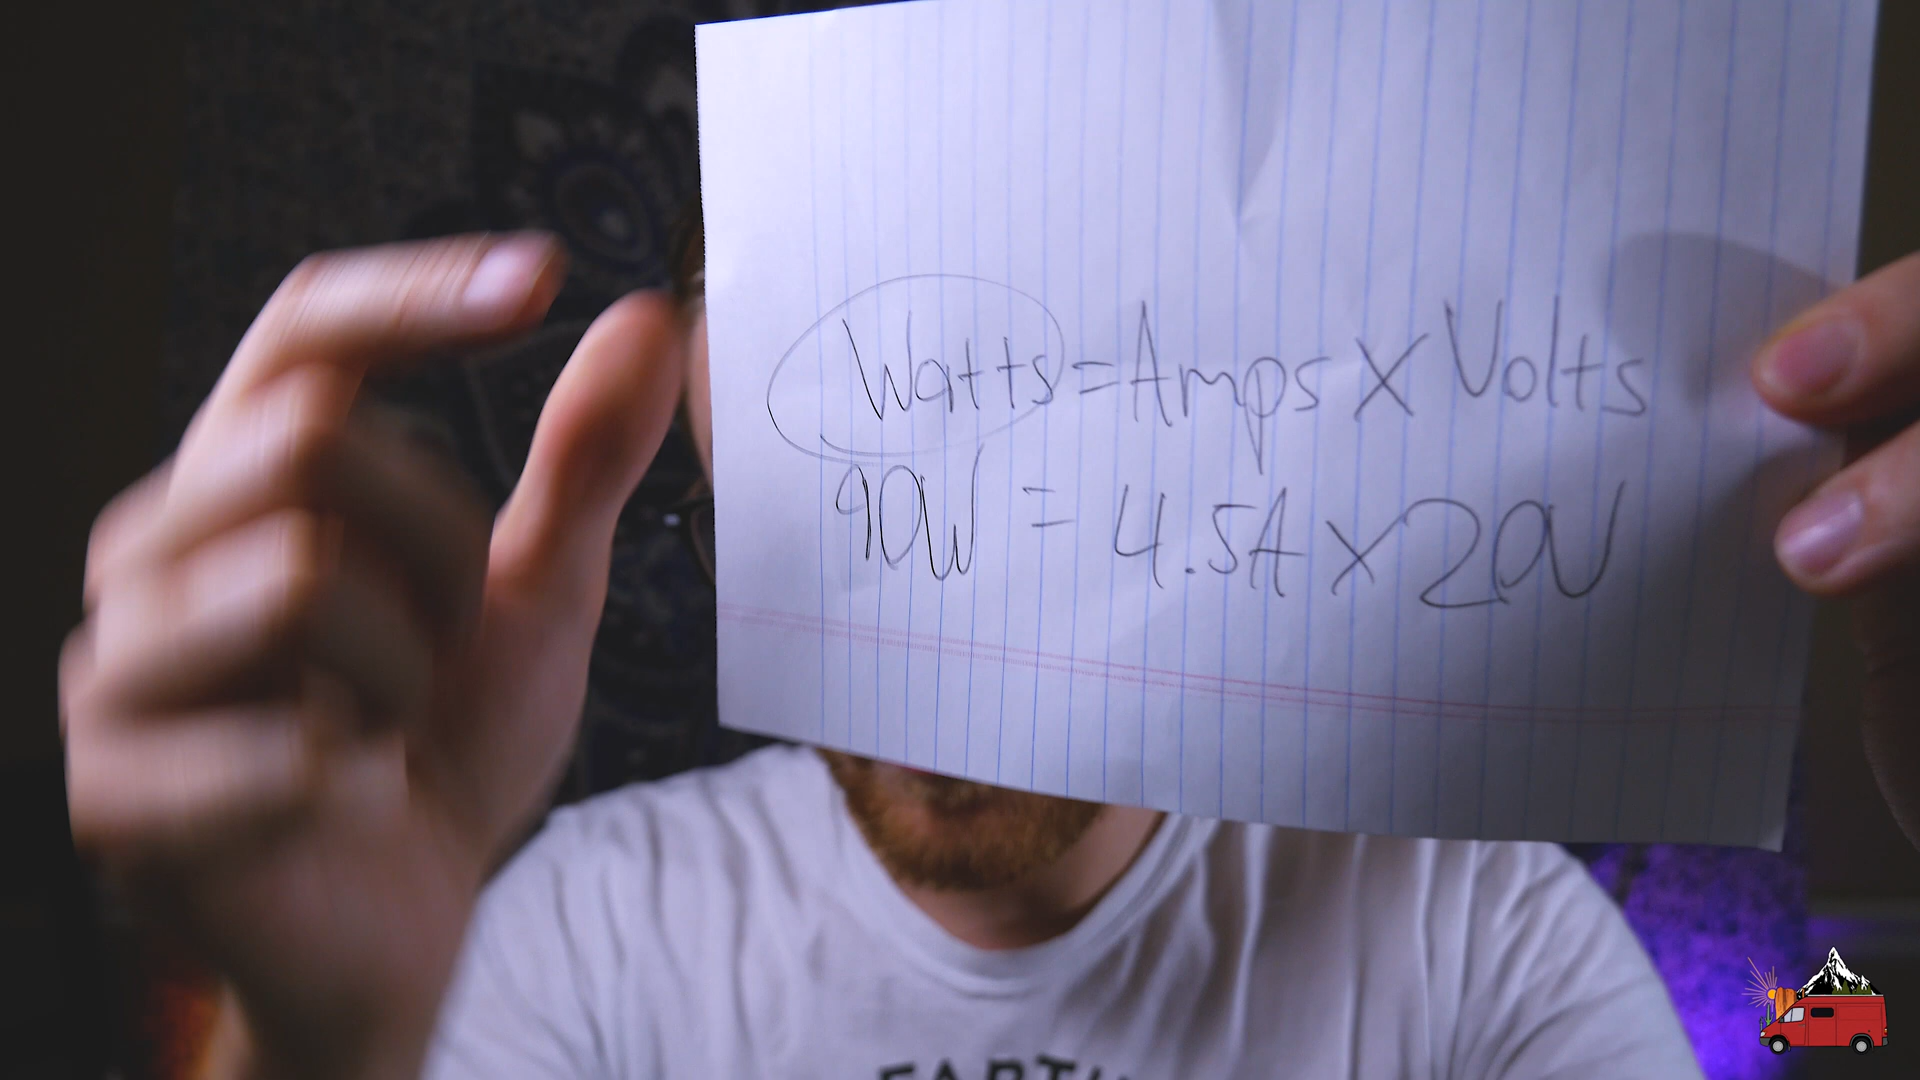 Watts = Amps X Volts
90W = 4.5A X 20V